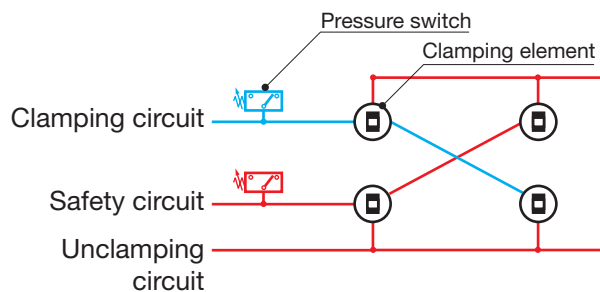 Pressure switch
Clamping element
Clamping circuit
Safety circuit
Unclamping
circuit